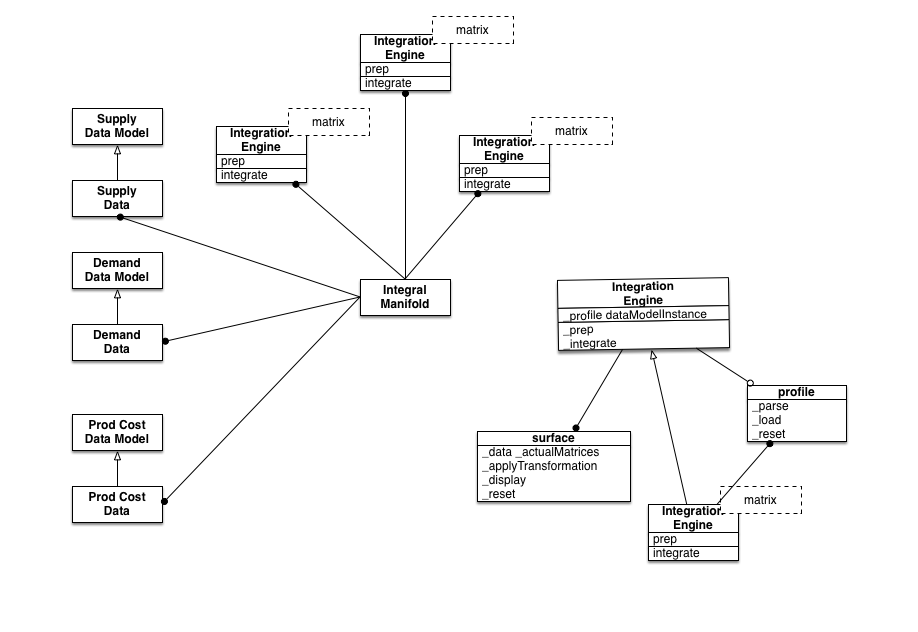 matrix
Integration
Engine
prep
integrate
matrix
Integration
Engine
prep
integrate
matrix
Integration
Engine
prep
integrate
Supply
Data Model
Supply
Data
Demand
Data Model
Demand
Data
Prod Cost
Data Model
Prod Cost
Data
Integral
Manifold
Integration
Engine
_profile dataModelInstance
_prep
_integrate
profile
_parse
_load
_reset
surface
_data _actualMatrices
_applyTransformation
_display
_reset
matrix
Integration
Engine
prep
integrate